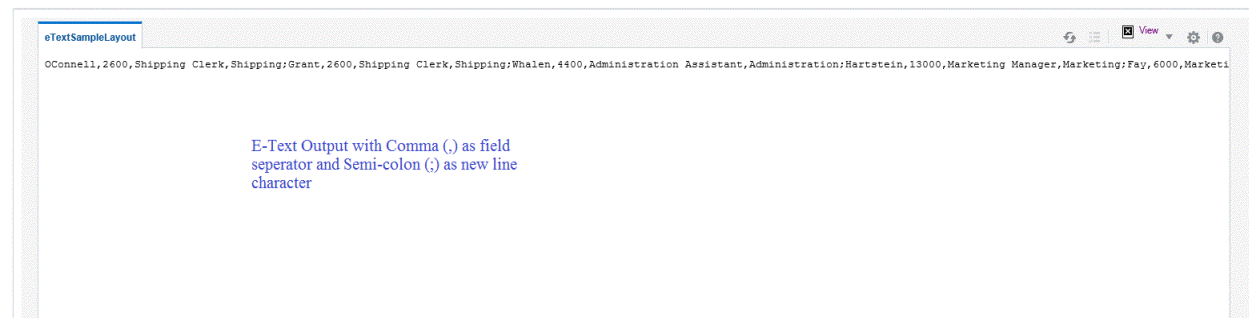 eTextSampleLayout
View
OConnell,2600,Shipping Clerk,Shipping;Grant,2600,Shipping Clerk,Shipping;Whalen,4400,Administration Assistant,Administration;Hartstein,13000,Marketing Manager,Marketing;Fay,6000,Marketi
E-Text Output with Comma (,) as field
seperator and Semi-colon (;) as new line
character